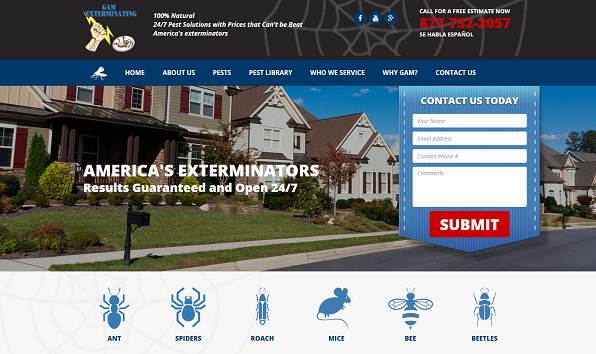 GAM
EXTERMINATING
100% Natural
24/7 Pest Solutions with Prices that Can't be Beat
America's exterminators
CALL FOR A FREE ESTIMATE NOW
877-732-2057
SE HABLA ESPAÑOL
HOME ABOUT US PESTS PEST LIBRARY WHO WE SERVICE WHY GAM? CONTACT US
CONTACT US TODAY
Your Name
Email Address
Contact Phone #
Comments
SUBMIT
AMERICA'S EXTERMINATORS
Results Guaranteed and Open 24/7
ANT SPIDERS ROACH MICE BEE BEETLES